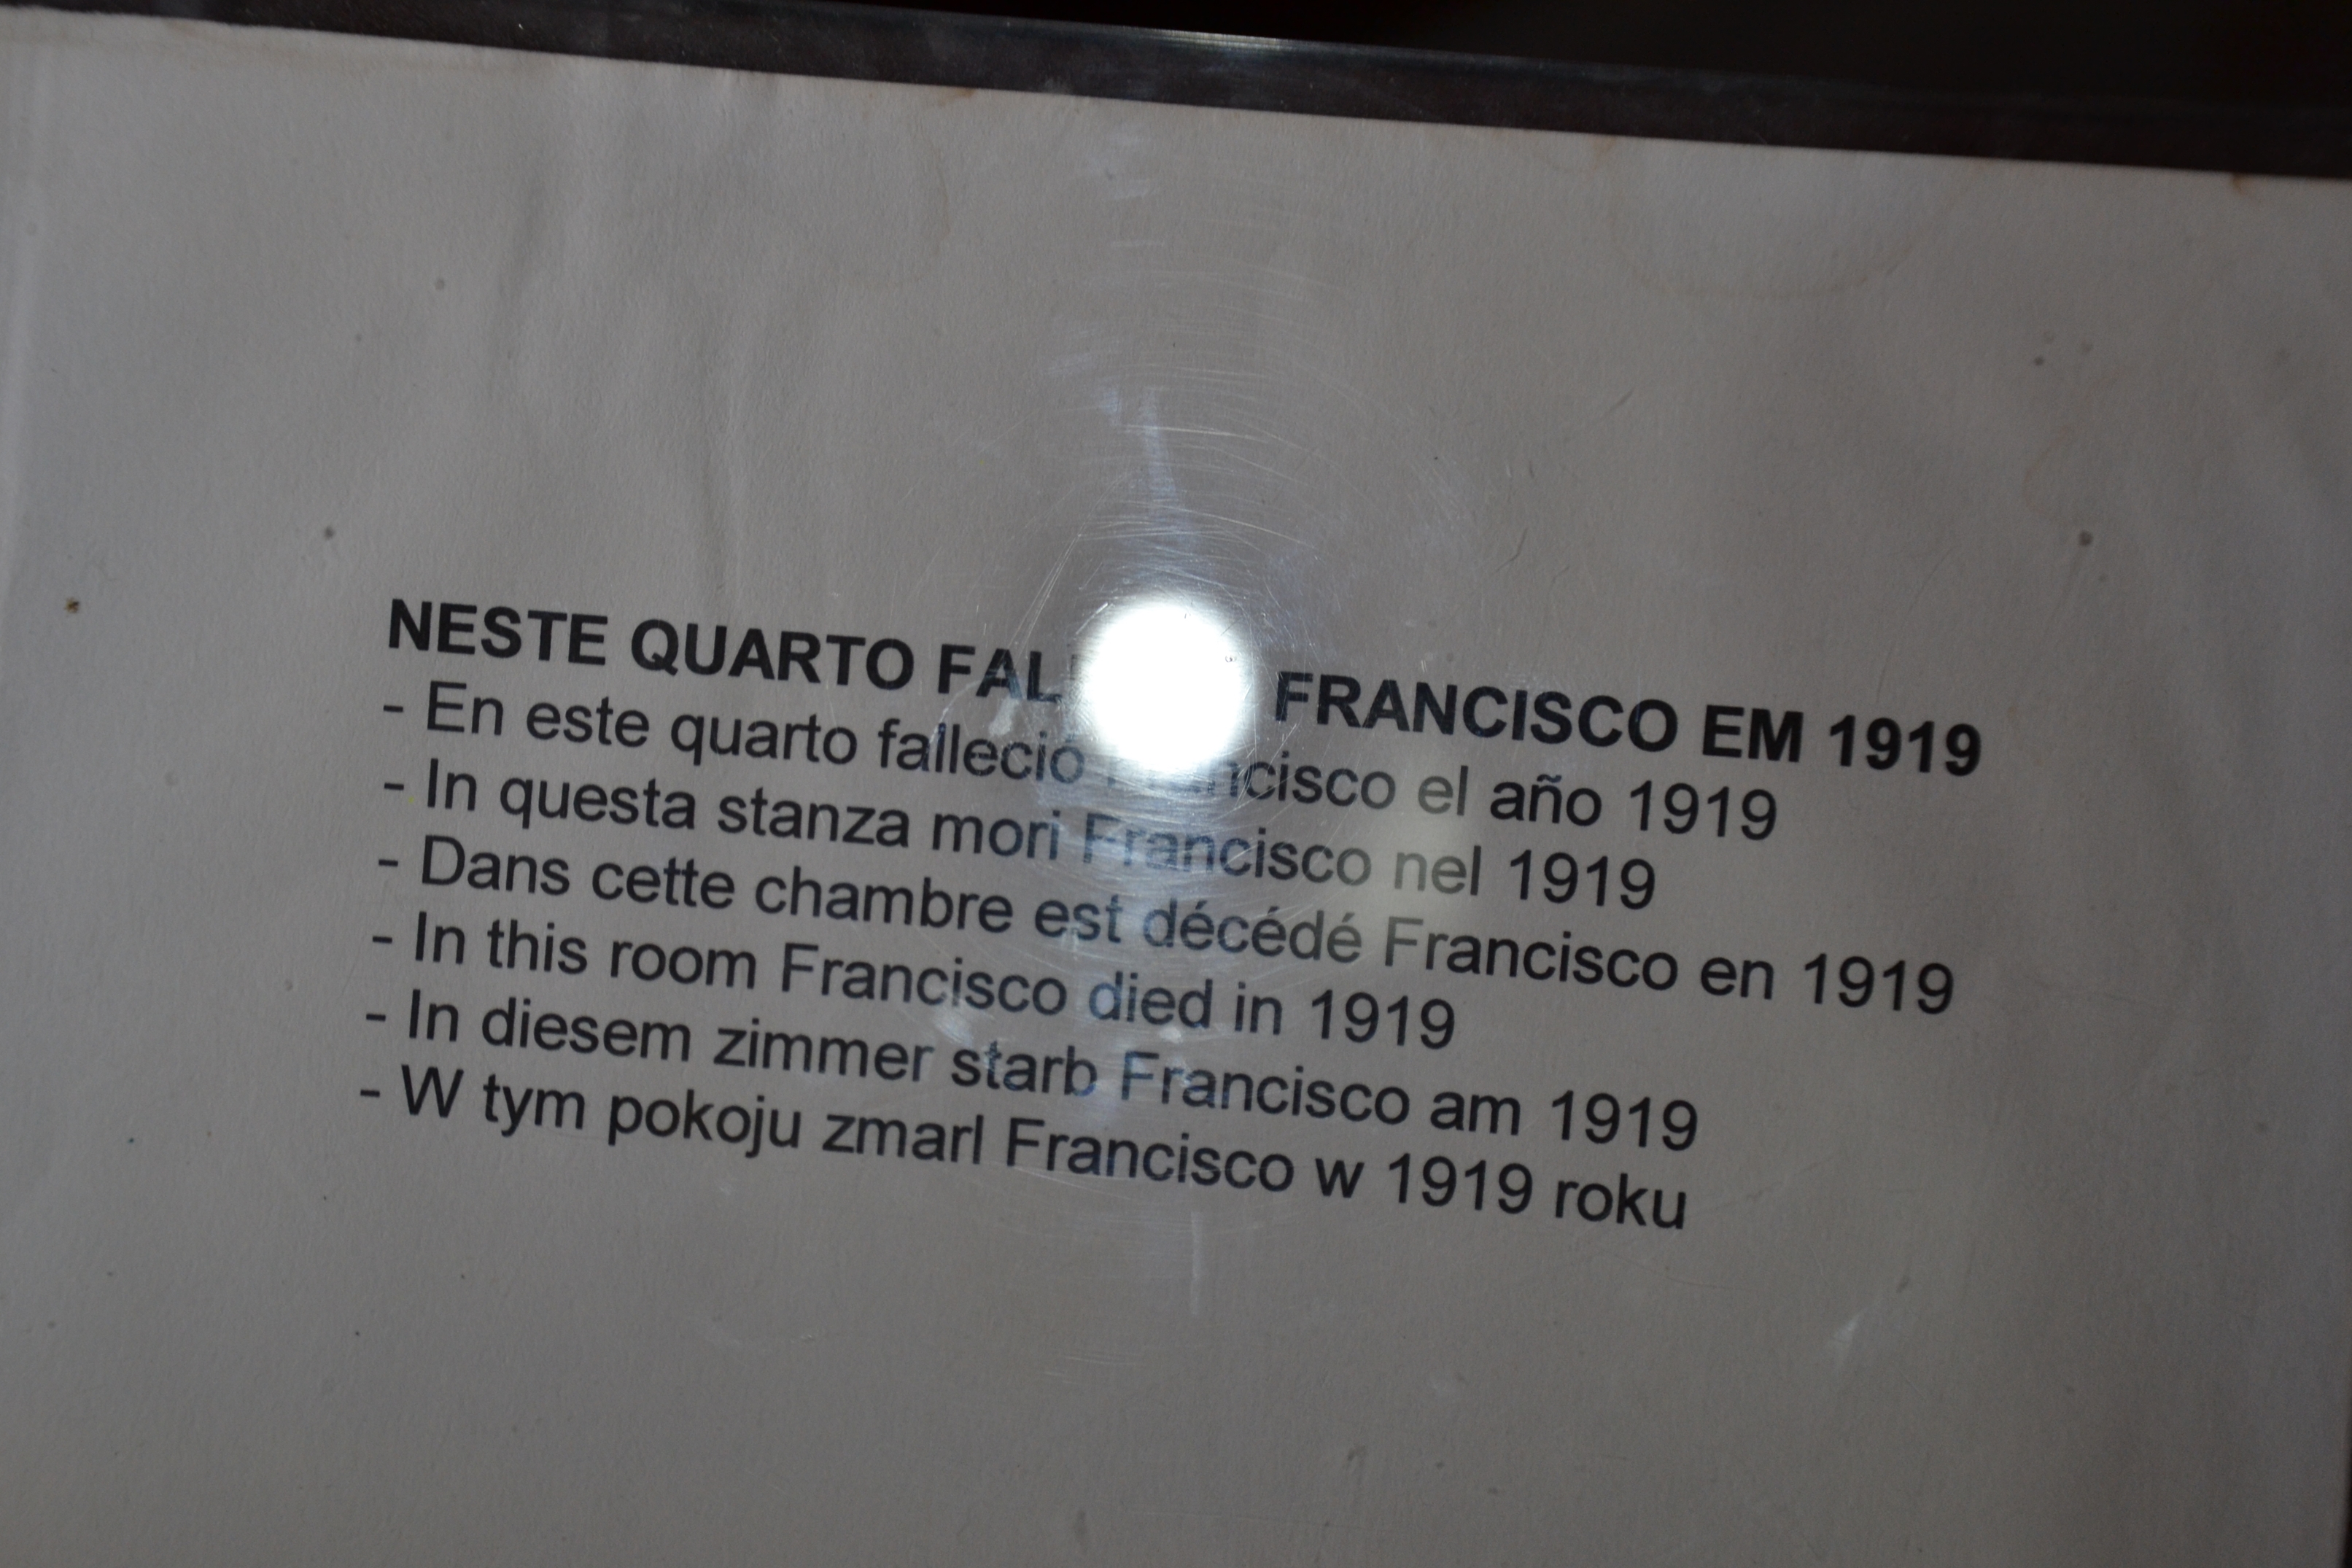 NESTE QUARTO FRANCISCO EM 1919
- En este quarto falleció Francisco el año 1919
- In questa stanza mori Francisco nel 1919
- Dans cette chambre est décédé Francisco en 1919
- In this room Francisco died in 1919
- In diesem zimmer starb Francisco am 1919
- W tym pokoju zmarl Francisco w 1919 roku